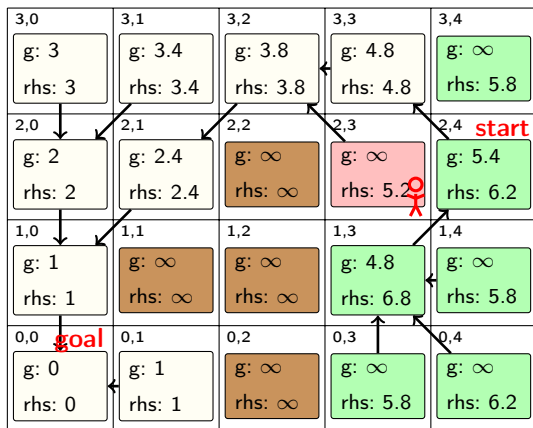 3,0 3,1 3,2 3,3 3,4
g: 3 g: 3.4 g: 3.8 g: 4.8 g: ∞
rhs: 3 rhs: 3.4 rhs: 3.8 rhs: 4.8 rhs: 5.8
2,0 2,1 2,2 2,3 2,4 start
g: 2 g: 2.4 g: ∞ g: ∞ g: 5.4
rhs: 2 rhs: 2.4 rhs: ∞ rhs: 5.2 rhs: 6.2
1,0 1,1 1,2 1,3 1,4
g: 1 g: ∞ g: ∞ g: 4.8 g: ∞
rhs: 1 rhs: ∞ rhs: ∞ rhs: 6.8 rhs: 5.8
0,0 goal 0,1 0,2 0,3 0,4
g: 0 g: 1 g: ∞ g: ∞ g: ∞
rhs: 0 rhs: 1 rhs: ∞ rhs: 5.8 rhs: 6.2